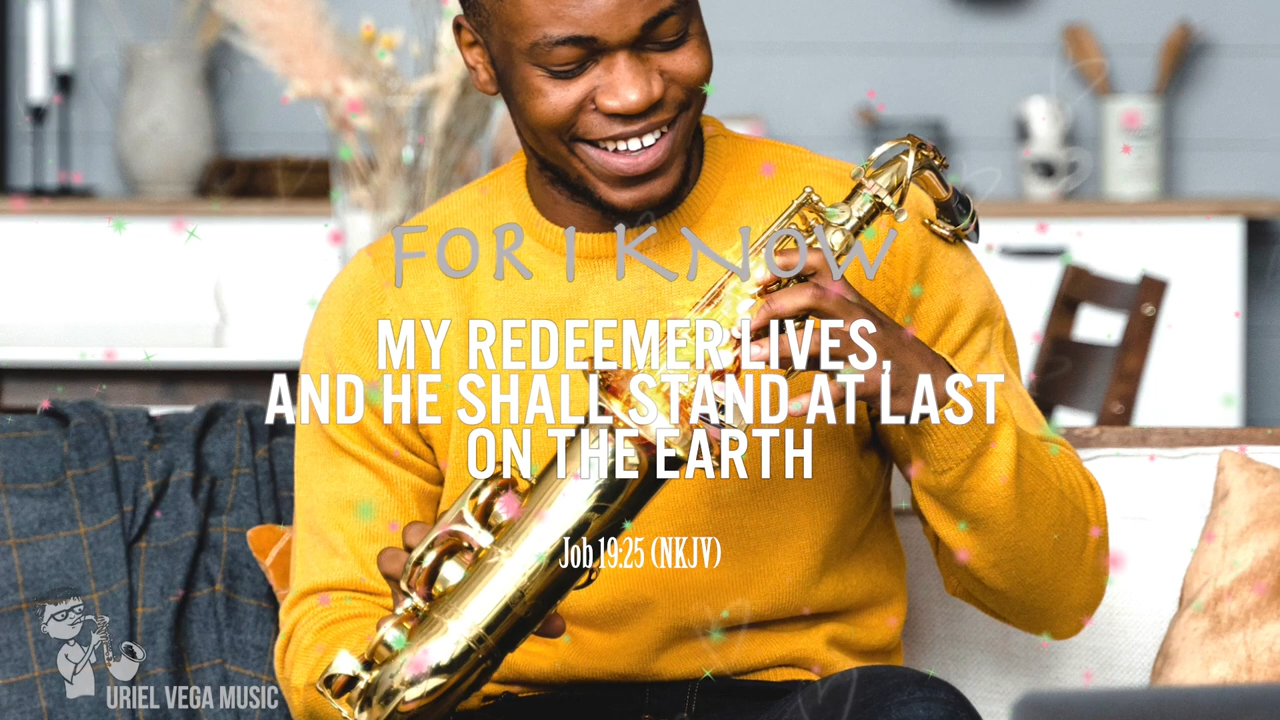 FOR I KNOW
MY REDEEMER LIVES,
AND HE SHALL STAND AT LAST
ON THE EARTH
Job 19:25 (NKJV)
URIEL VEGA MUSIC